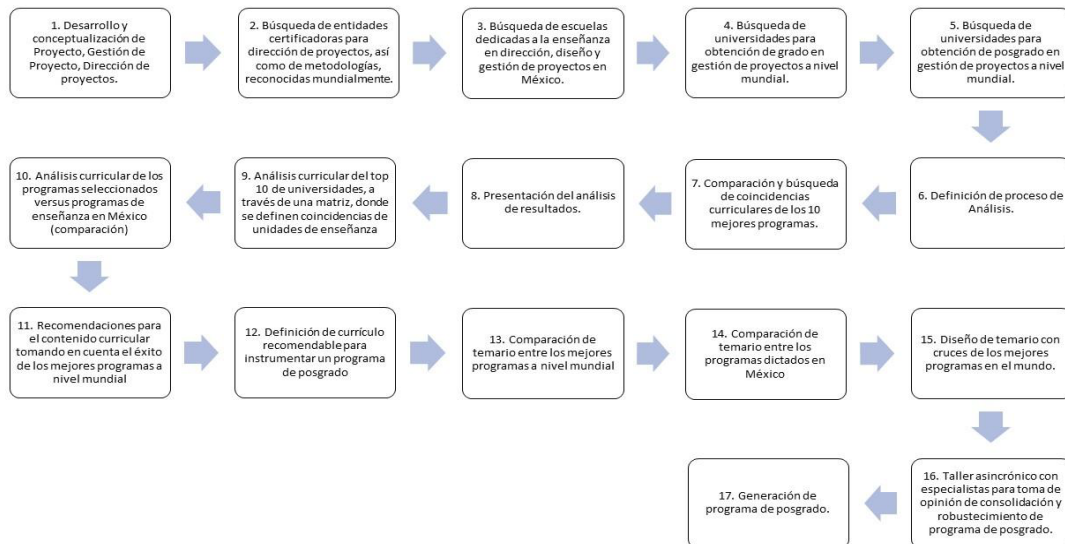 1. Desarrollo y
conceptualización de
Proyecto, Gestión de
Proyecto, Dirección de
proyectos.
2. Búsqueda de entidades
certificadoras para
dirección de proyectos, así
como de metodologías,
reconocidas mundialmente.
3. Búsqueda de escuelas
dedicadas a la enseñanza
en dirección, diseño y
gestión de proyectos en
México.
4. Búsqueda de
universidades para
obtención de grado en
gestión de proyectos a nivel
mundial.
5. Búsqueda de
universidades para
obtención de posgrado en
gestión de proyectos a nivel
mundial.
6. Definición de proceso de
Análisis.
7. Comparación y búsqueda
de coincidencias
curriculares de los 10
mejores programas.
8. Presentación del análisis
de resultados.
9. Análisis curricular del top
10 de universidades, a
través de una matriz, donde
se definen coincidencias de
unidades de enseñanza
10. Análisis curricular de los
programas seleccionados
versus programas de
enseñanza en México
(comparación)
11. Recomendaciones para
el contenido curricular
tomando en cuenta el éxito
de los mejores programas a
nivel mundial
12. Definición de currículo
recomendable para
instrumentar un programa
de posgrado
13. Comparación de
temario entre los mejores
programas a nivel mundial
14. Comparación de
temario entre los
programas dictados en
México
15. Diseño de temario con
cruces de los mejores
programas en el mundo.
16. Taller asincrónico con
especialistas para toma de
opinión de consolidación y
robustecimiento de
programa de posgrado.
17. Generación de
programa de posgrado.